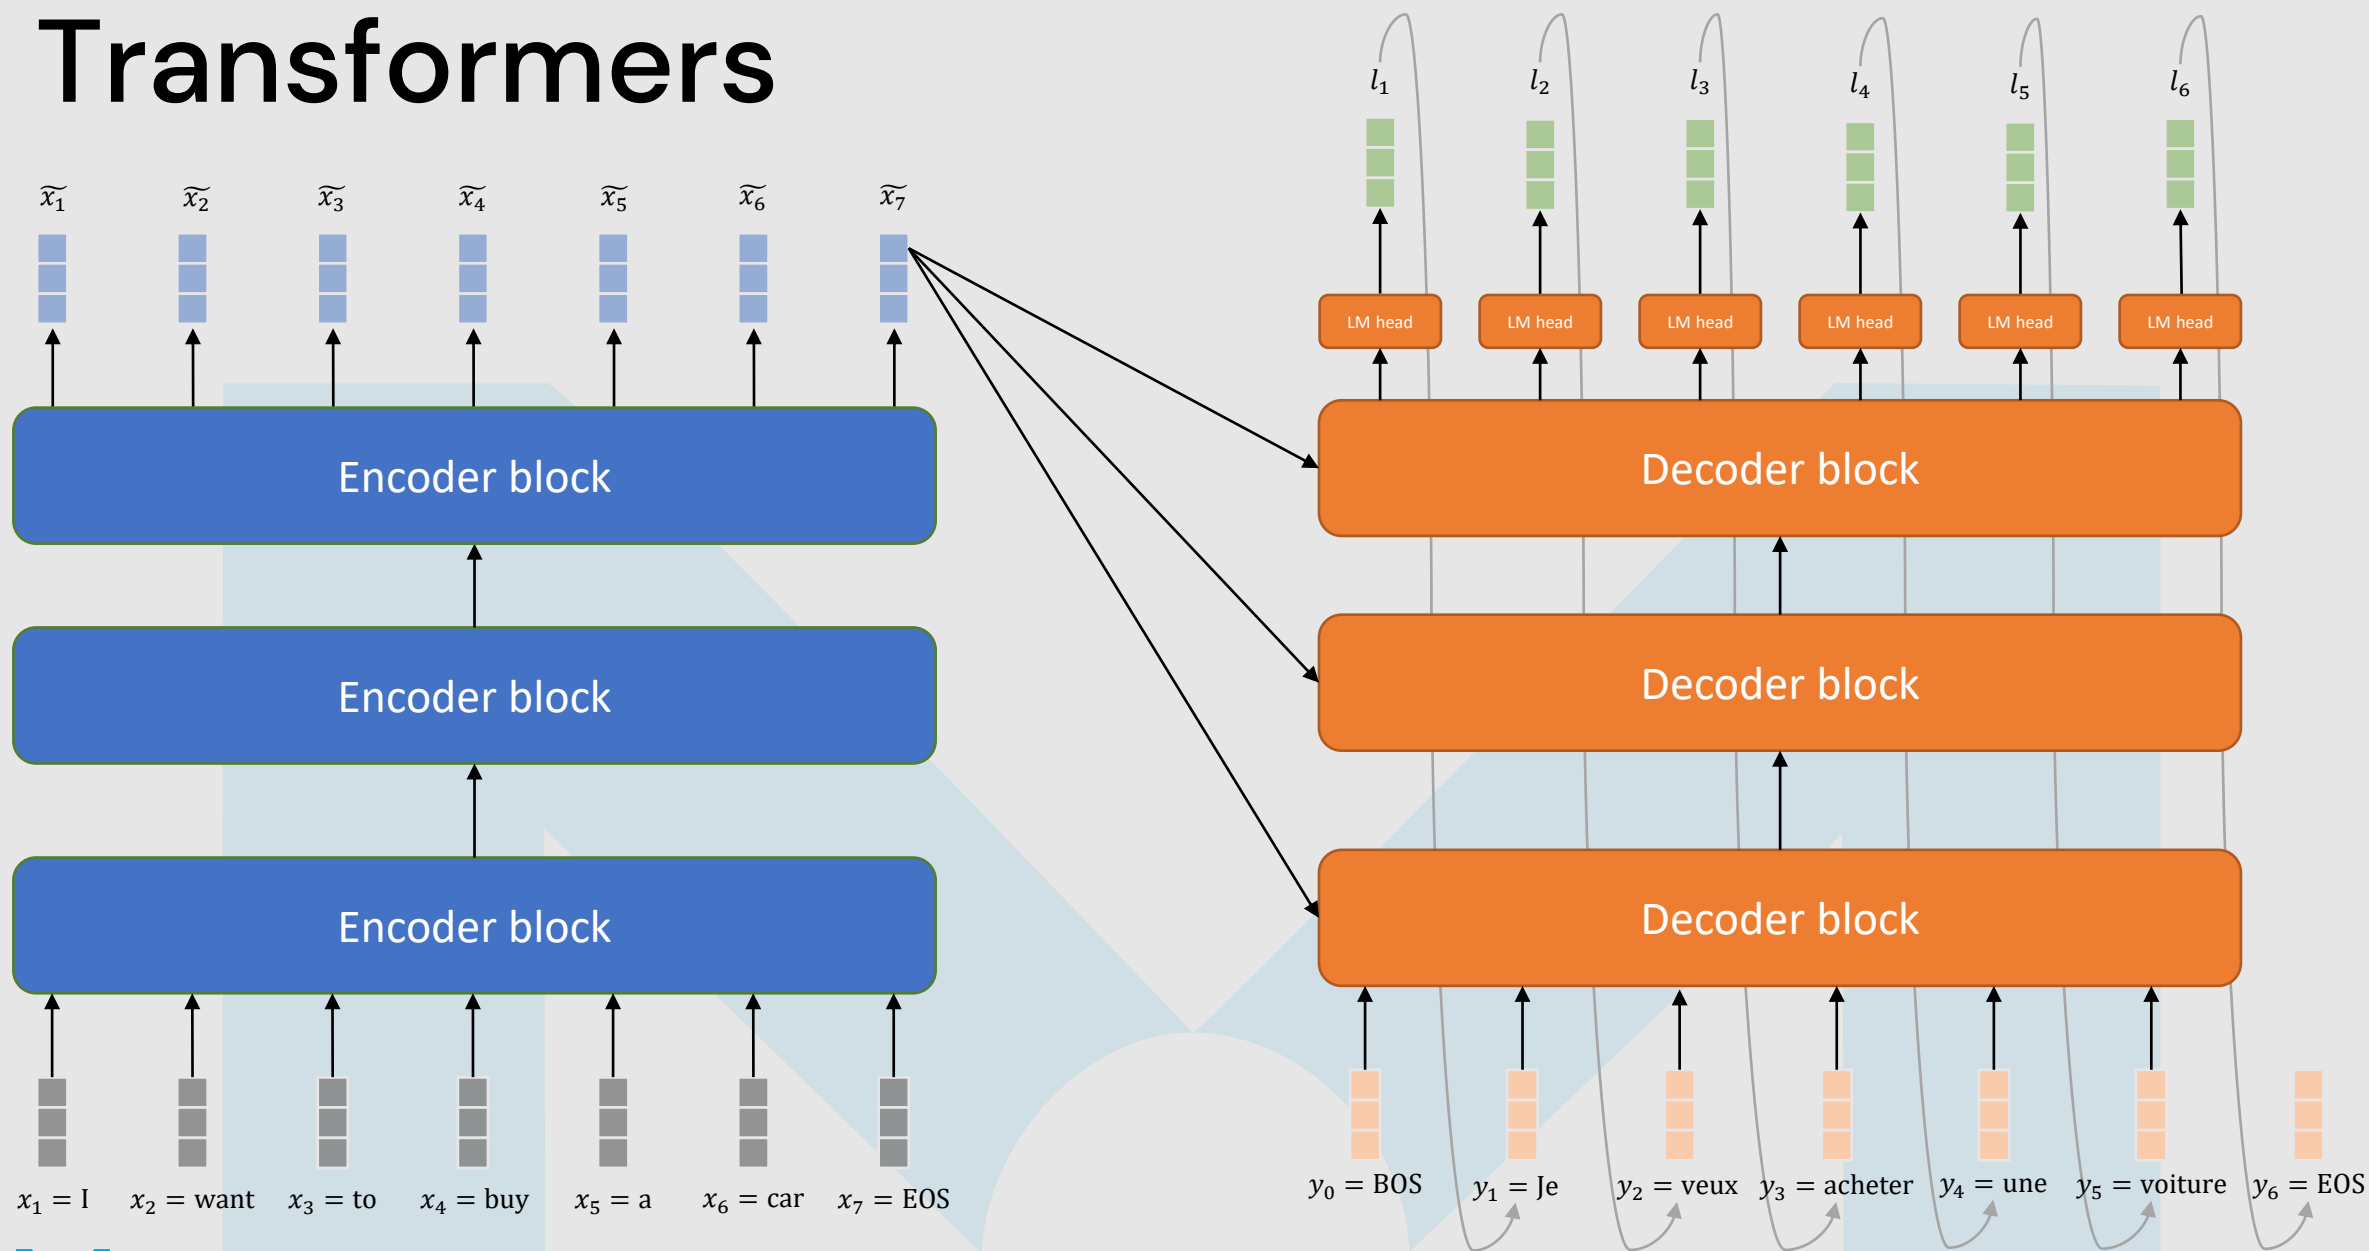 Transformers
l₁ l₂ l₃ l₄ l₅ l₆
x̃₁ x̃₂ x̃₃ x̃₄ x̃₅ x̃₆ x̃₇
LM head LM head LM head LM head LM head LM head
Encoder block
Decoder block
Encoder block
Decoder block
Encoder block
Decoder block
x₁ = I x₂ = want x₃ = to x₄ = buy x₅ = a x₆ = car x₇ = EOS
y₀ = BOS y₁ = Je y₂ = veux y₃ = acheter y₄ = une y₅ = voiture y₆ = EOS